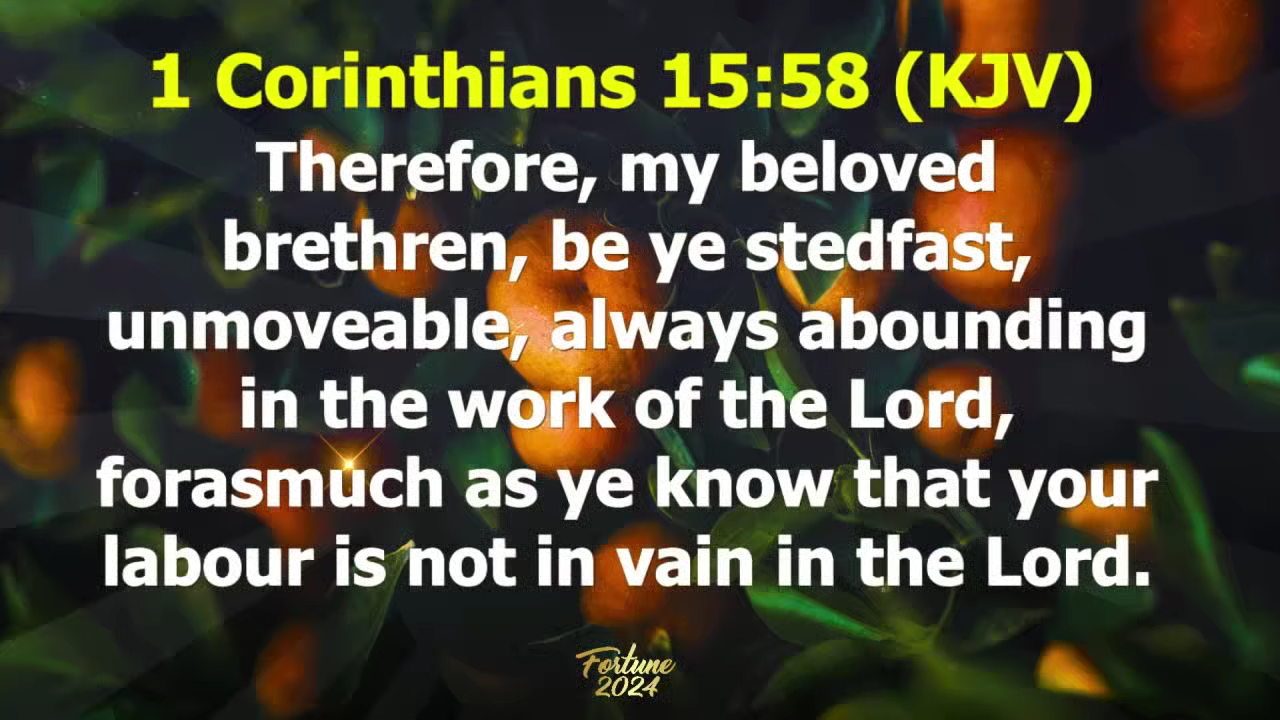 1 Corinthians 15:58 (KJV)
Therefore, my beloved
brethren, be ye stedfast,
unmoveable, always abounding
in the work of the Lord,
forasmuch as ye know that your
labour is not in vain in the Lord.
Fortune
2024